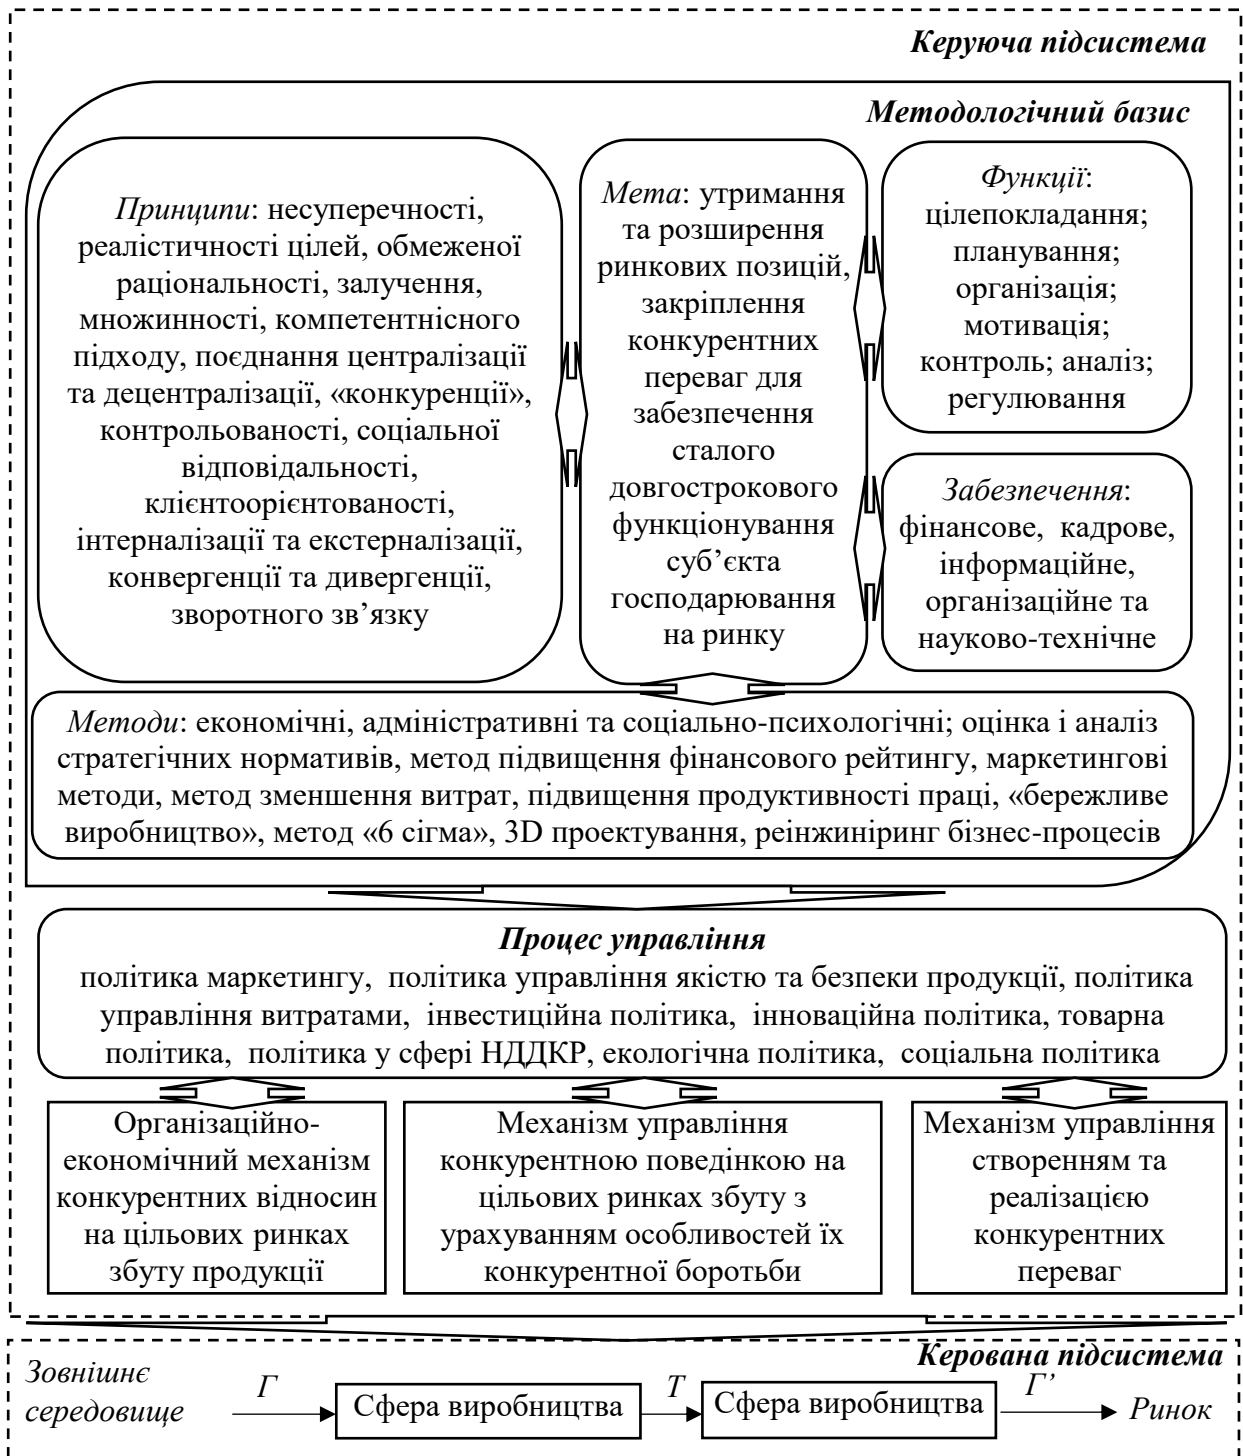 Керуюча підсистема
Методологічний базис
Принципи: несуперечності,
реалістичності цілей, обмеженої
раціональності, залучення,
множинності, компетентнісного
підходу, поєднання централізації
та децентралізації, «конкуренції»,
контрольованості, соціальної
відповідальності,
клієнтоорієнтованості,
інтерналізації та екстерналізації,
конвергенції та дивергенції,
зворотного зв’язку
Мета: утримання
та розширення
ринкових позицій,
закріплення
конкурентних
переваг для
забезпечення
сталого
довгострокового
функціонування
суб’єкта
господарювання
на ринку
Функції:
цілепокладання;
планування;
організація;
мотивація;
контроль; аналіз;
регулювання
Забезпечення:
фінансове, кадрове,
інформаційне,
організаційне та
науково-технічне
Методи: економічні, адміністративні та соціально-психологічні; оцінка і аналіз
стратегічних нормативів, метод підвищення фінансового рейтингу, маркетингові
методи, метод зменшення витрат, підвищення продуктивності праці, «бережливе
виробництво», метод «6 сігма», 3D проектування, реінжиніринг бізнес-процесів
Процес управління
політика маркетингу, політика управління якістю та безпеки продукції, політика
управління витратами, інвестиційна політика, інноваційна політика, товарна
політика, політика у сфері НДДКР, екологічна політика, соціальна політика
Організаційно-
економічний механізм
конкурентних відносин
на цільових ринках
збуту продукції
Механізм управління
конкурентною поведінкою на
цільових ринках збуту з
урахуванням особливостей їх
конкурентної боротьби
Механізм управління
створенням та
реалізацією
конкурентних
переваг
Керована підсистема
Зовнішнє
середовище
Г
Сфера виробництва
Т
Сфера виробництва
Г’
Ринок